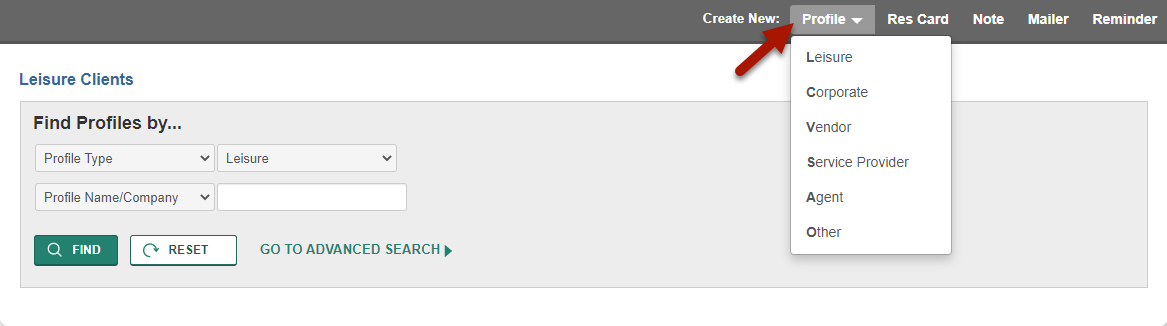 Create New: Profile Res Card Note Mailer Reminder
Leisure
Corporate
Vendor
Service Provider
Agent
Other
Leisure Clients
Find Profiles by...
Profile Type Leisure
Profile Name/Company
FIND RESET GO TO ADVANCED SEARCH